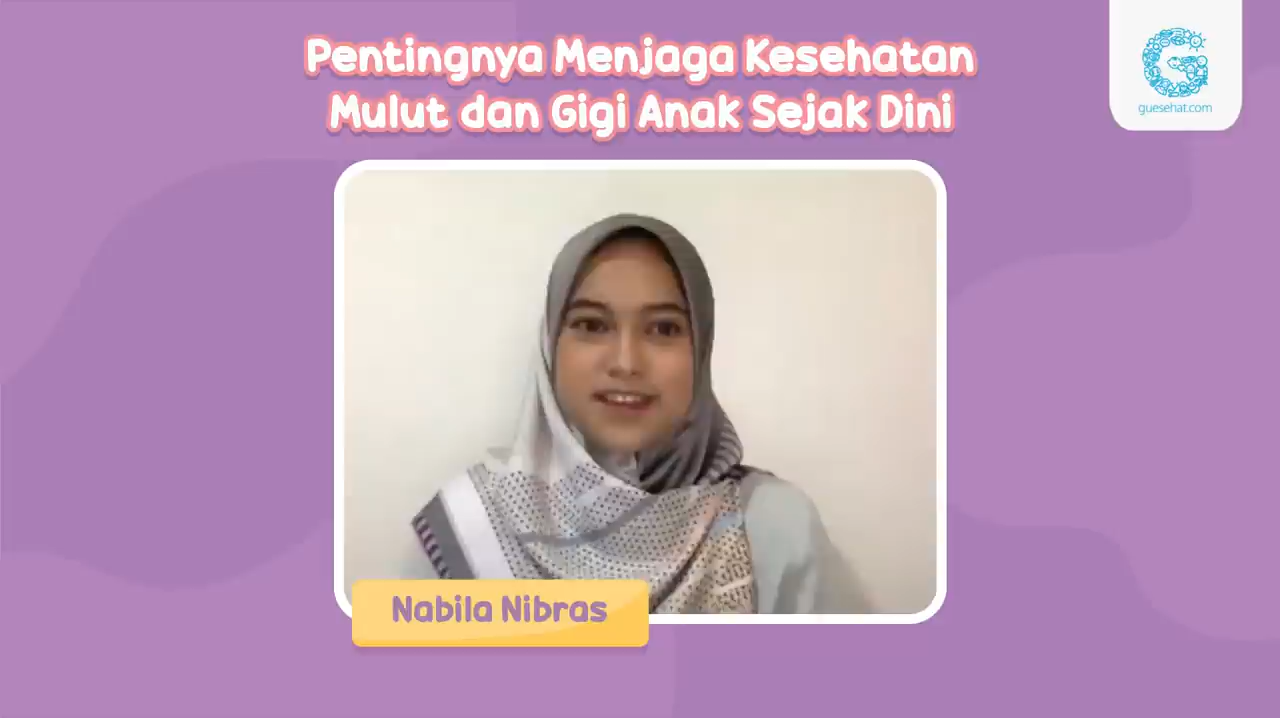 Pentingnya Menjaga Kesehatan
Mulut dan Gigi Anak Sejak Dini
guesehat.com
Nabila Nibras